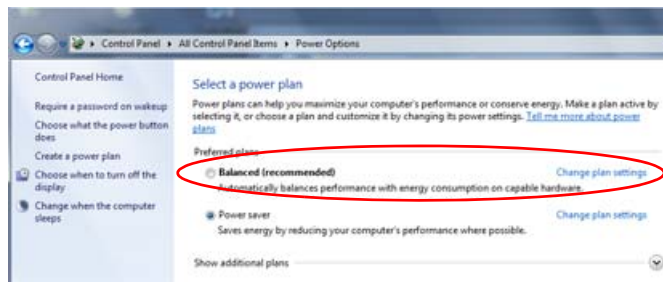 Control Panel ▸ All Control Panel Items ▸ Power Options
Control Panel Home
Require a password on wakeup
Choose what the power button
does
Create a power plan
Choose when to turn off the
display
Change when the computer
sleeps
Select a power plan
Power plans can help you maximize your computer's performance or conserve energy. Make a plan active by
selecting it, or choose a plan and customize it by changing its power settings. Tell me more about power
plans
Preferred plans
Balanced (recommended) Change plan settings
Automatically balances performance with energy consumption on capable hardware.
Power saver Change plan settings
Saves energy by reducing your computer's performance where possible.
Show additional plans